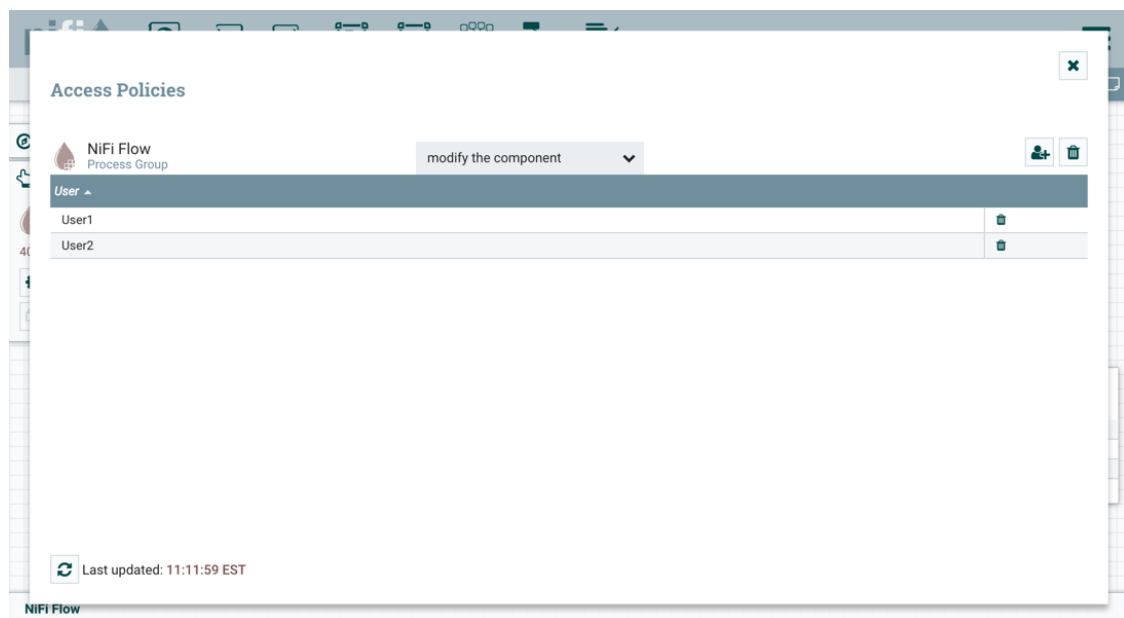 Access Policies
NiFi Flow
Process Group
modify the component
User
User1
User2
Last updated: 11:11:59 EST
NiFi Flow